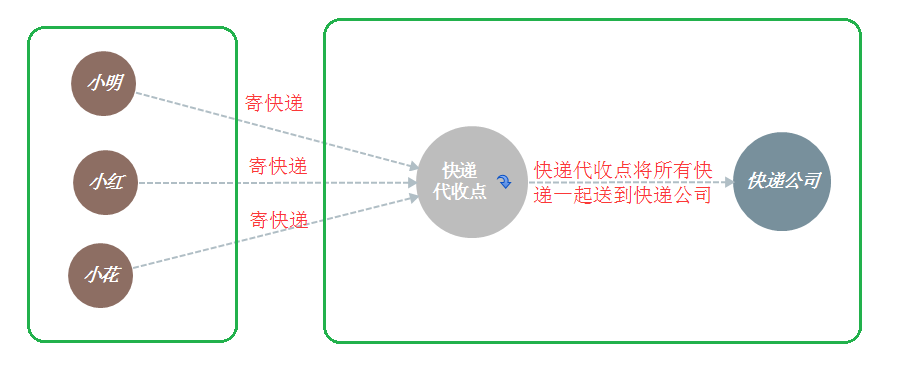 小明
寄快递
小红
寄快递
小花
寄快递
快递
代收点
快递代收点将所有快
递一起送到快递公司
快递公司